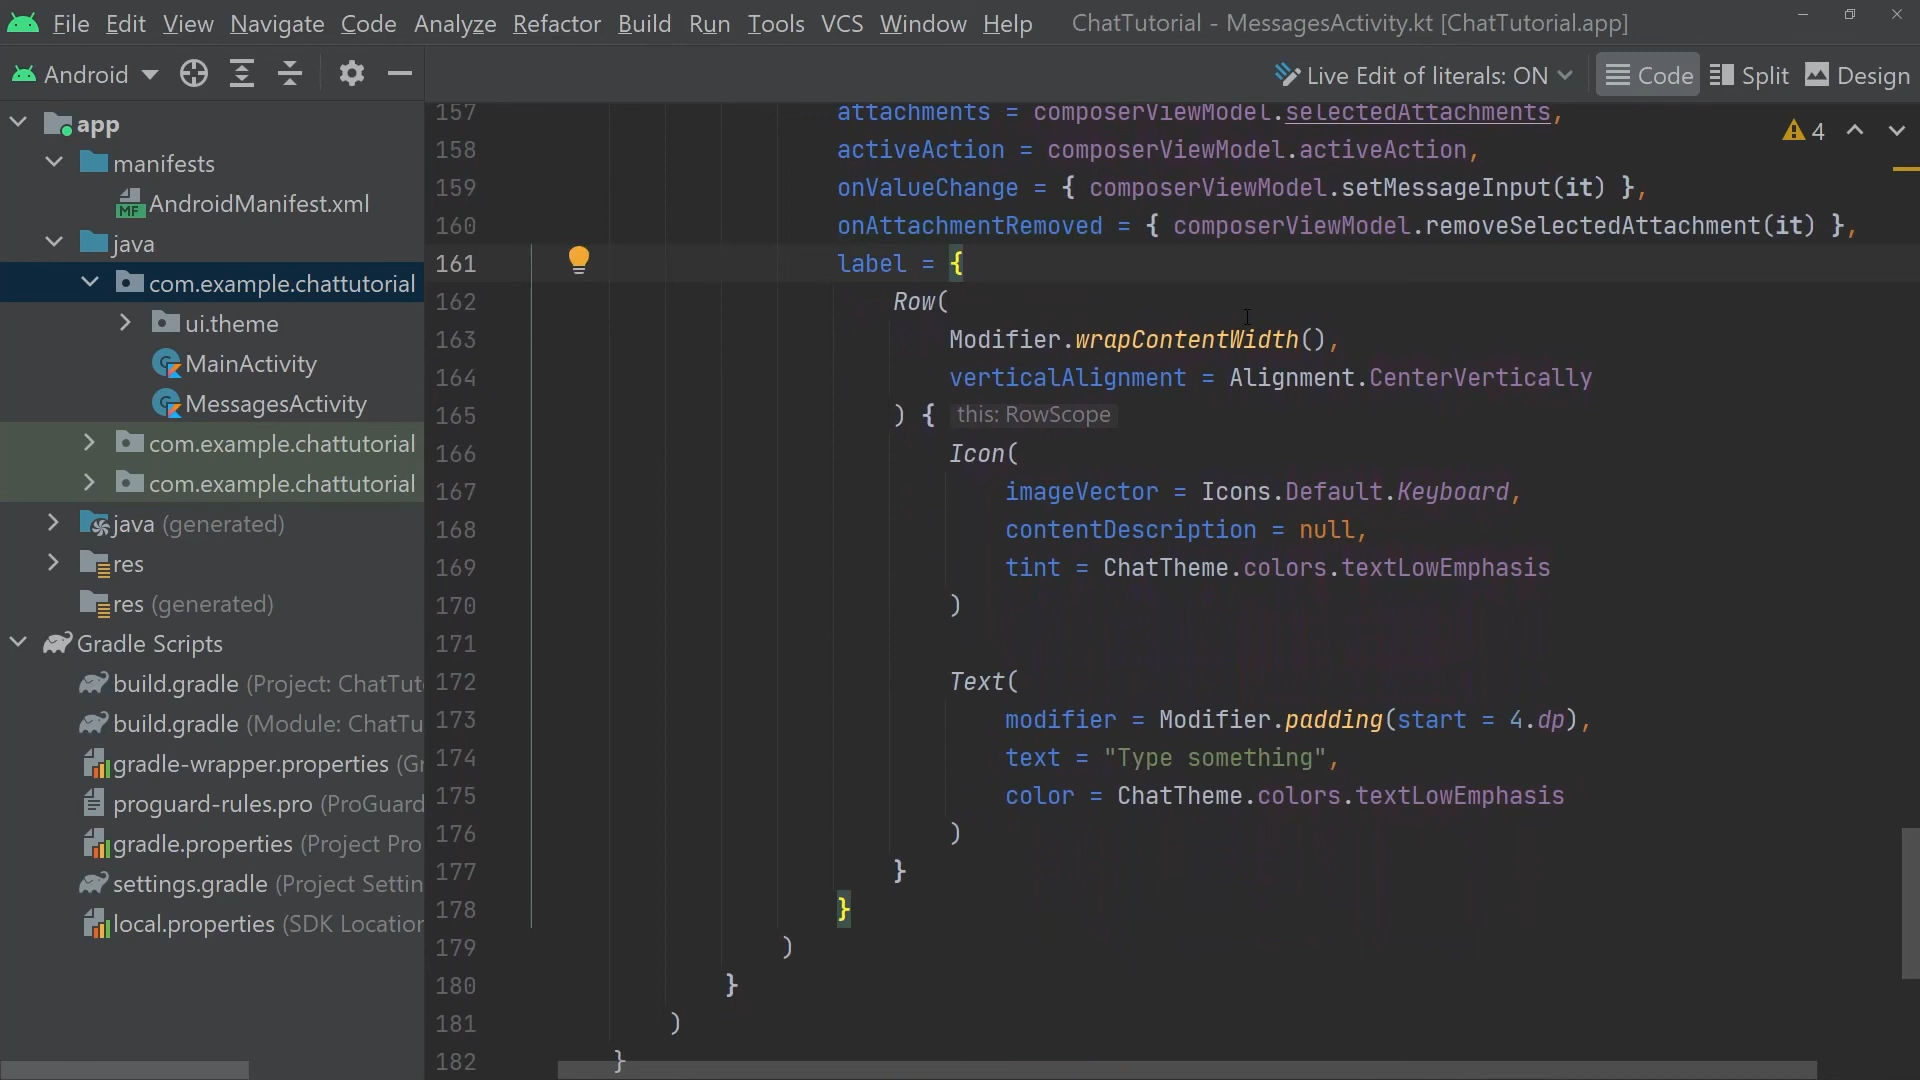 File Edit View Navigate Code Analyze Refactor Build Run Tools VCS Window Help ChatTutorial - MessagesActivity.kt [ChatTutorial.app]
Android Live Edit of literals: ON Code Split Design
app
manifests
MF AndroidManifest.xml
java
com.example.chattutorial
ui.theme
MainActivity
MessagesActivity
com.example.chattutorial
com.example.chattutorial
java (generated)
res
res (generated)
Gradle Scripts
build.gradle (Project: ChatTut
build.gradle (Module: ChatTu
gradle-wrapper.properties (Gr
proguard-rules.pro (ProGuard
gradle.properties (Project Pro
settings.gradle (Project Settin
local.properties (SDK Location
4
157 attachments = composerViewModel.selectedAttachments,
158 activeAction = composerViewModel.activeAction,
159 onValueChange = { composerViewModel.setMessageInput(it) },
160 onAttachmentRemoved = { composerViewModel.removeSelectedAttachment(it) },
161 label = {
162 Row(
163 Modifier.wrapContentWidth(),
164 verticalAlignment = Alignment.CenterVertically
165 ) { this: RowScope
166 Icon(
167 imageVector = Icons.Default.Keyboard,
168 contentDescription = null,
169 tint = ChatTheme.colors.textLowEmphasis
170 )
171
172 Text(
173 modifier = Modifier.padding(start = 4.dp),
174 text = "Type something",
175 color = ChatTheme.colors.textLowEmphasis
176 )
177 }
178 }
179 )
180 }
181 )
182 }